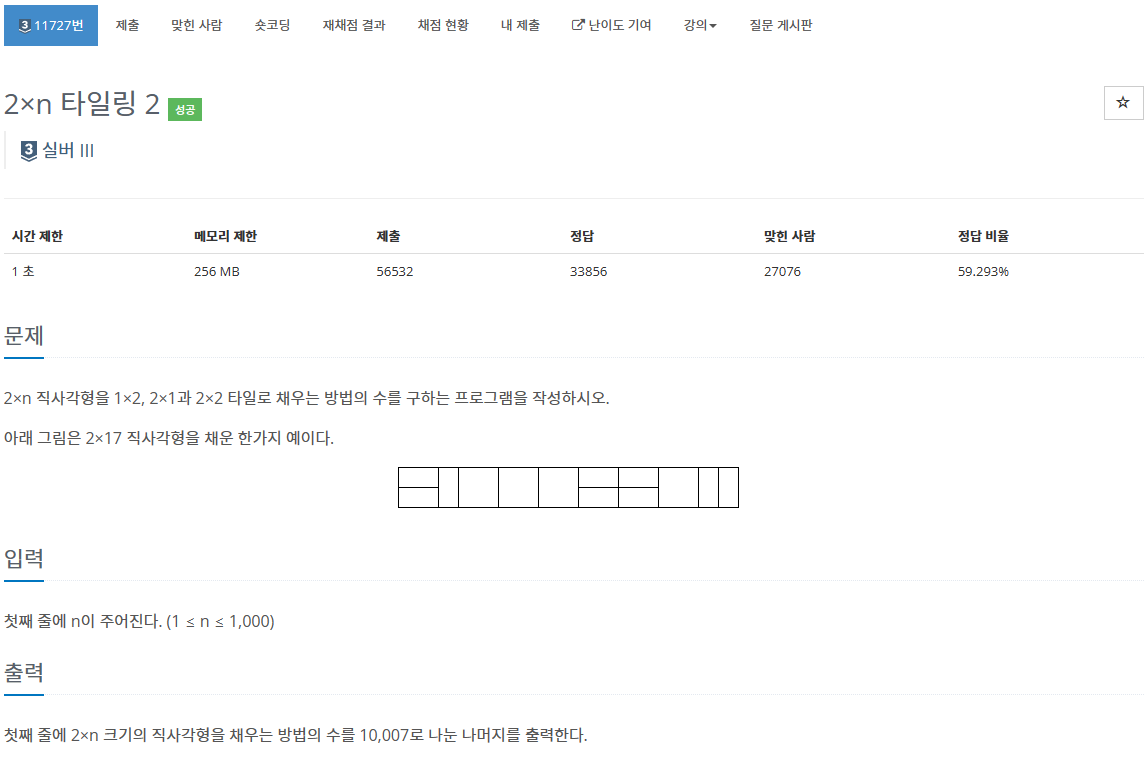 3 11727번 제출 맞힌 사람 숏코딩 재채점 결과 채점 현황 내 제출 난이도 기여 강의 질문 게시판
2×n 타일링 2 성공
3 실버 III
시간 제한 메모리 제한 제출 정답 맞힌 사람 정답 비율
1 초 256 MB 56532 33856 27076 59.293%
문제
2×n 직사각형을 1×2, 2×1과 2×2 타일로 채우는 방법의 수를 구하는 프로그램을 작성하시오.
아래 그림은 2×17 직사각형을 채운 한가지 예이다.
입력
첫째 줄에 n이 주어진다. (1 ≤ n ≤ 1,000)
출력
첫째 줄에 2×n 크기의 직사각형을 채우는 방법의 수를 10,007로 나눈 나머지를 출력한다.